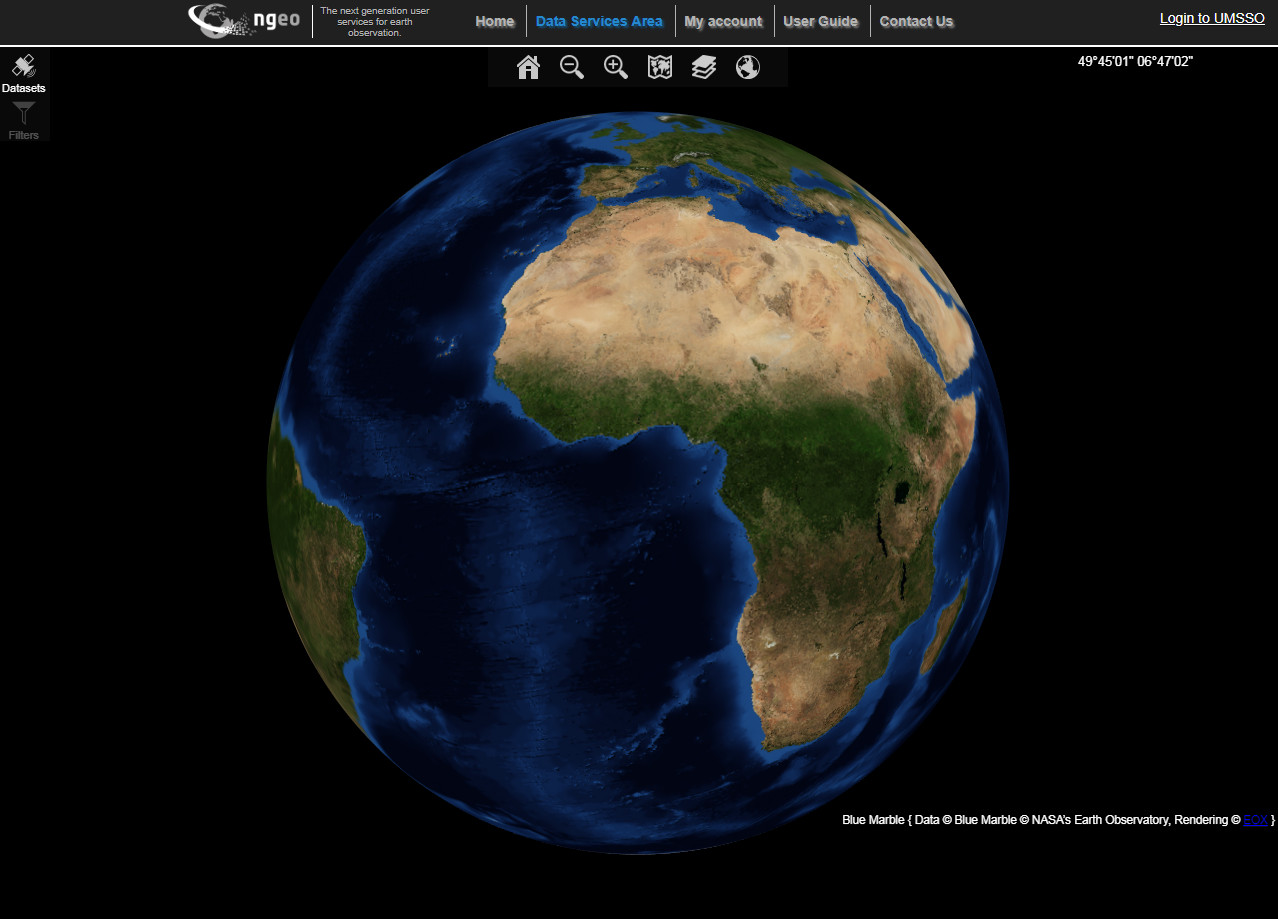 ngeo
The next generation user
services for earth
observation.
Home
Data Services Area
My account
User Guide
Contact Us
Login to UMSSO
Datasets
Filters
49°45'01" 06°47'02"
Blue Marble { Data © Blue Marble © NASA's Earth Observatory, Rendering © EOX }